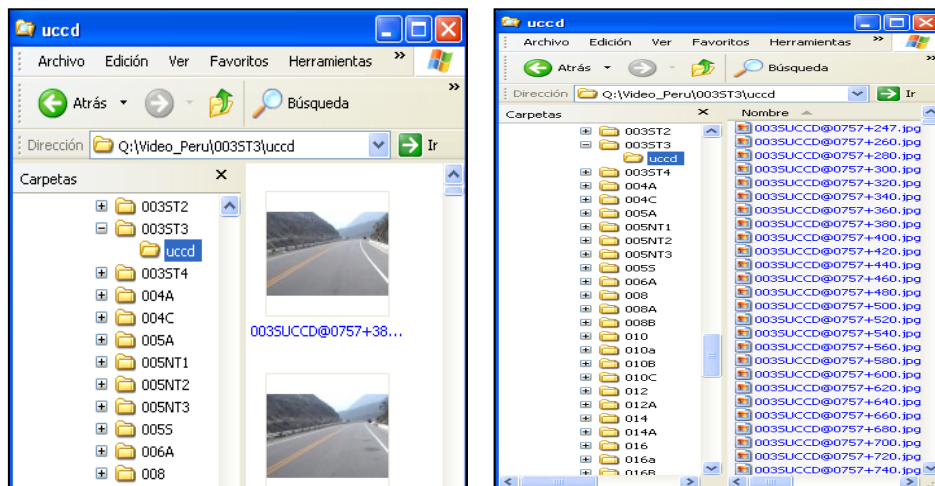 uccd
Archivo Edición Ver Favoritos Herramientas »
Atrás Búsqueda »
Dirección Q:\Video_Peru\003ST3\uccd Ir
Carpetas
003ST2
003ST3
uccd
003ST4
004A
004C
005A
005NT1
005NT2
005NT3
005S
006A
008
003SUCCD@0757+38...
uccd
Archivo Edición Ver Favoritos Herramientas »
Atrás Búsqueda »
Dirección Q:\Video_Peru\003ST3\uccd Ir
Carpetas
003ST2
003ST3
uccd
003ST4
004A
004C
005A
005NT1
005NT2
005NT3
005S
006A
008
008A
008B
010
010a
010B
010C
012
012A
014
014A
016
016a
016B
Nombre
003SUCCD@0757+247.jpg
003SUCCD@0757+260.jpg
003SUCCD@0757+280.jpg
003SUCCD@0757+300.jpg
003SUCCD@0757+320.jpg
003SUCCD@0757+340.jpg
003SUCCD@0757+360.jpg
003SUCCD@0757+380.jpg
003SUCCD@0757+400.jpg
003SUCCD@0757+420.jpg
003SUCCD@0757+440.jpg
003SUCCD@0757+460.jpg
003SUCCD@0757+480.jpg
003SUCCD@0757+500.jpg
003SUCCD@0757+520.jpg
003SUCCD@0757+540.jpg
003SUCCD@0757+560.jpg
003SUCCD@0757+580.jpg
003SUCCD@0757+600.jpg
003SUCCD@0757+620.jpg
003SUCCD@0757+640.jpg
003SUCCD@0757+660.jpg
003SUCCD@0757+680.jpg
003SUCCD@0757+700.jpg
003SUCCD@0757+720.jpg
003SUCCD@0757+740.jpg